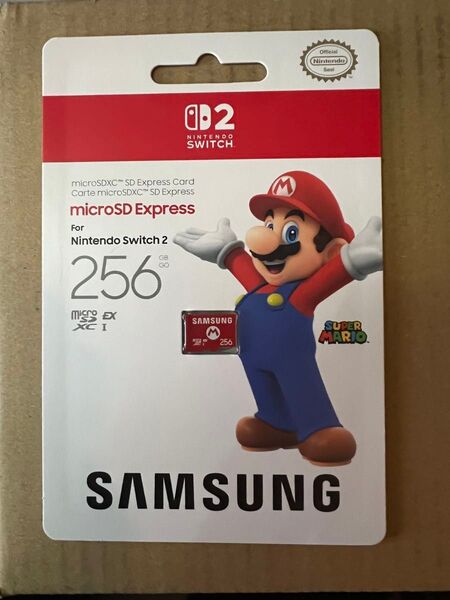 Official
Nintendo
Seal
2
NINTENDO
SWITCH
microSDXC™ SD Express Card
Carte microSDXC™ SD Express
microSD Express
For
Nintendo Switch 2
256 GB
GO
micro
SD EX
XC I
SAMSUNG
M
256
SUPER
MARIO
SAMSUNG